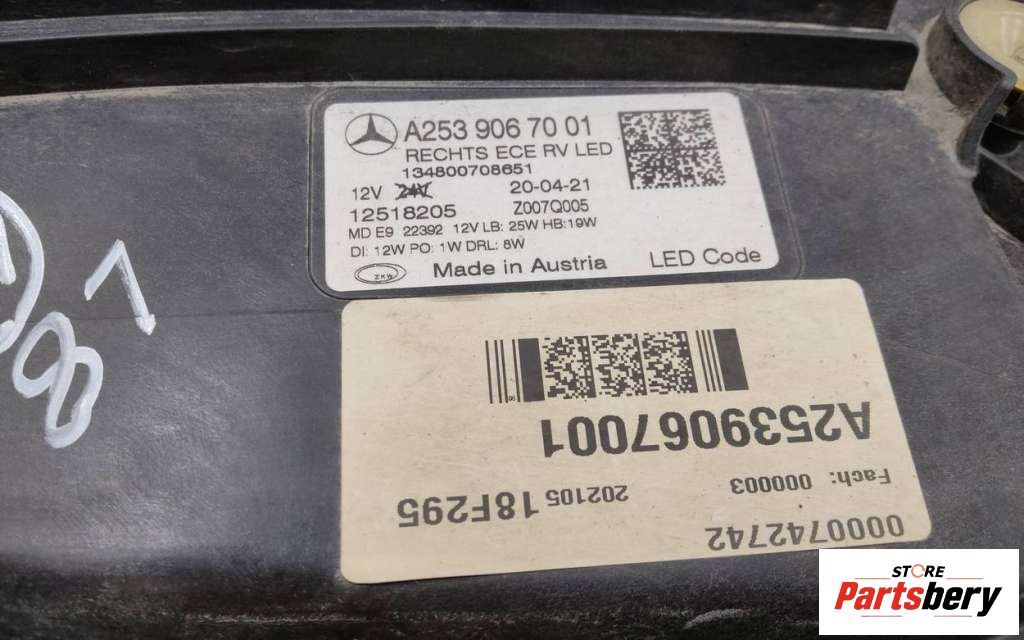 A253 906 70 01
RECHTS ECE RV LED
134800708651
12V 24V 20-04-21
12518205 Z007Q005
MD E9 22392 12V LB: 25W HB: 19W
DI: 12W PO: 1W DRL: 8W
ZKW Made in Austria LED Code
A2539067001
Fach: 000003
202105 18F295
0000742742
STORE
Partsbery